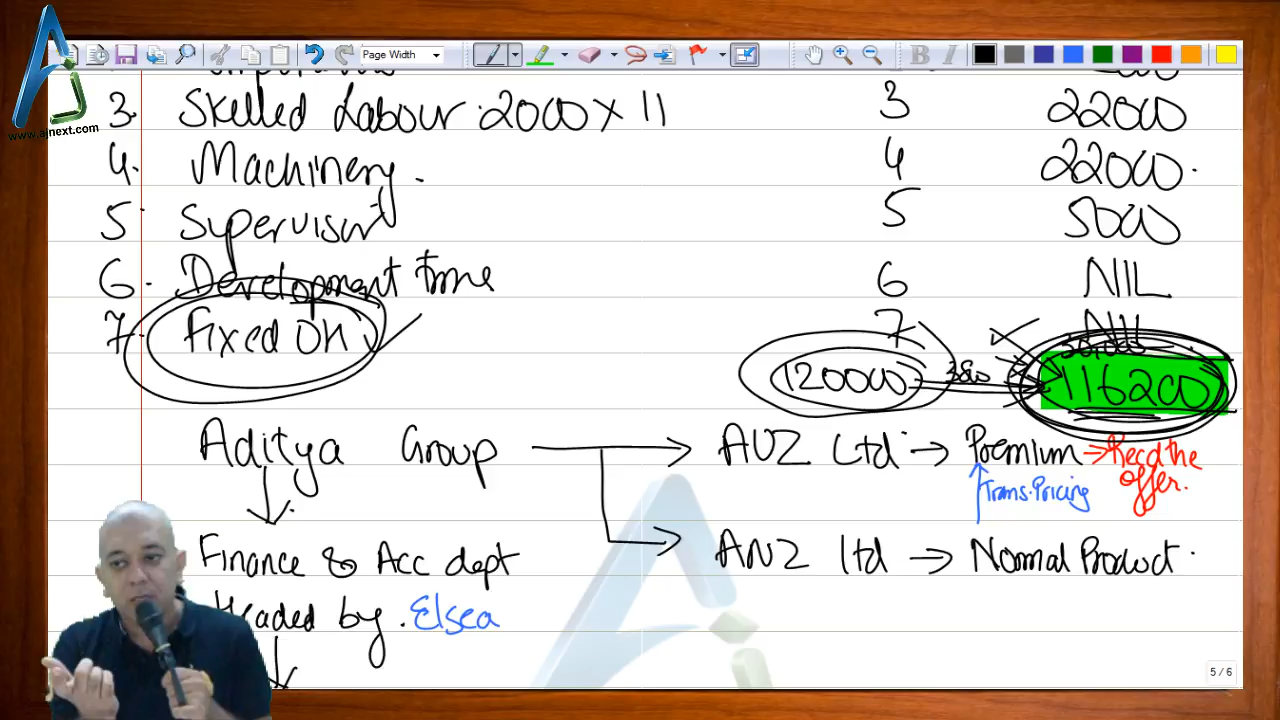 Page Width
B I
www.ajnext.com
3. Skilled Labour 2000 X 11 3 22000
4. Machinery. 4 22000.
5 Supervisor 5 5000
6. Development time 6 NIL
7. Fixed OH 7 NIL
120000 380 116200
Aditya Group AUZ Ltd → Premium → Recd the offer.
Trans. Pricing
Finance & Acc dept ANZ ltd → Normal Product.
Headed by. Elsea
5 / 6